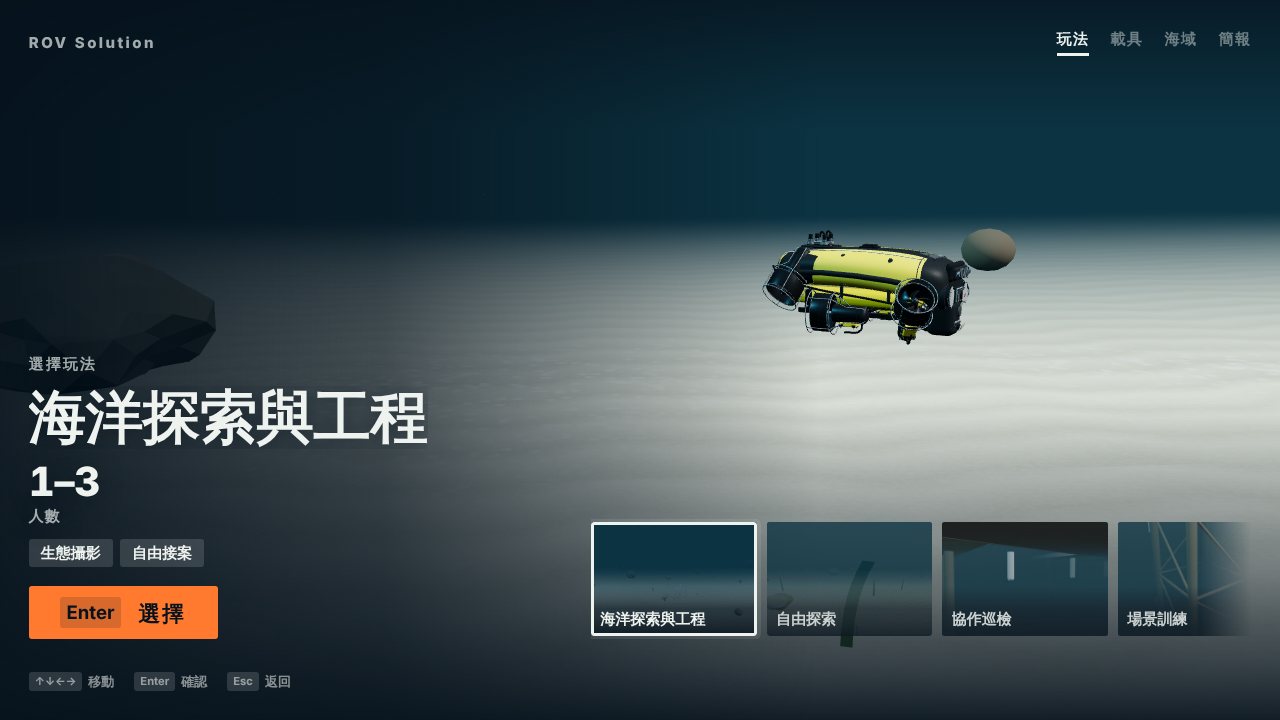 ROV Solution
玩法 載具 海域 簡報
選擇玩法
海洋探索與工程
1–3
人數
生態攝影 自由接案
Enter 選擇
海洋探索與工程
自由探索
協作巡檢
場景訓練
↑↓←→ 移動 Enter 確認 Esc 返回